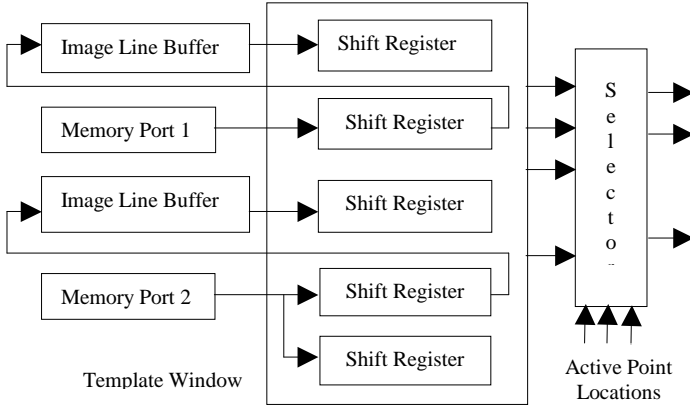 Image Line Buffer
Shift Register
Memory Port 1
Shift Register
Image Line Buffer
Shift Register
Memory Port 2
Shift Register
Shift Register
Template Window
S
e
l
e
c
t
o
Active Point
Locations